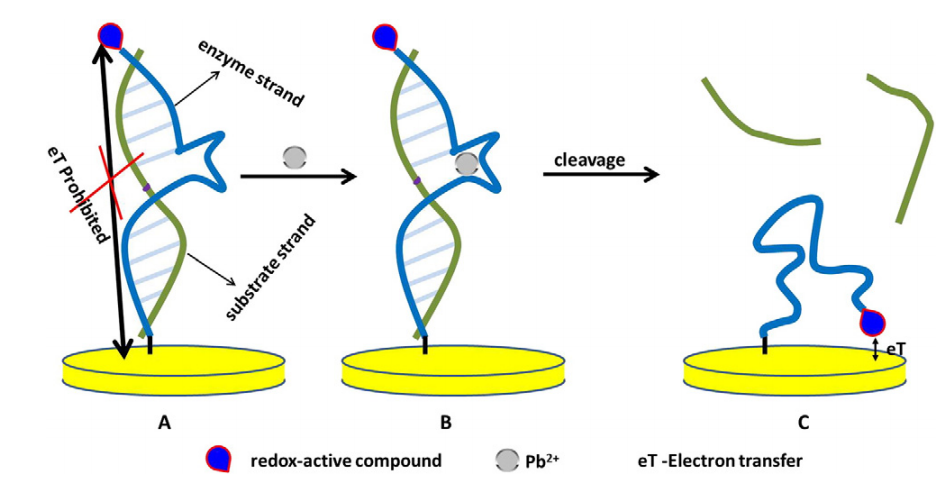 enzyme strand
eT Prohibited
substrate strand
cleavage
eT
A
B
C
redox-active compound
Pb²⁺
eT -Electron transfer